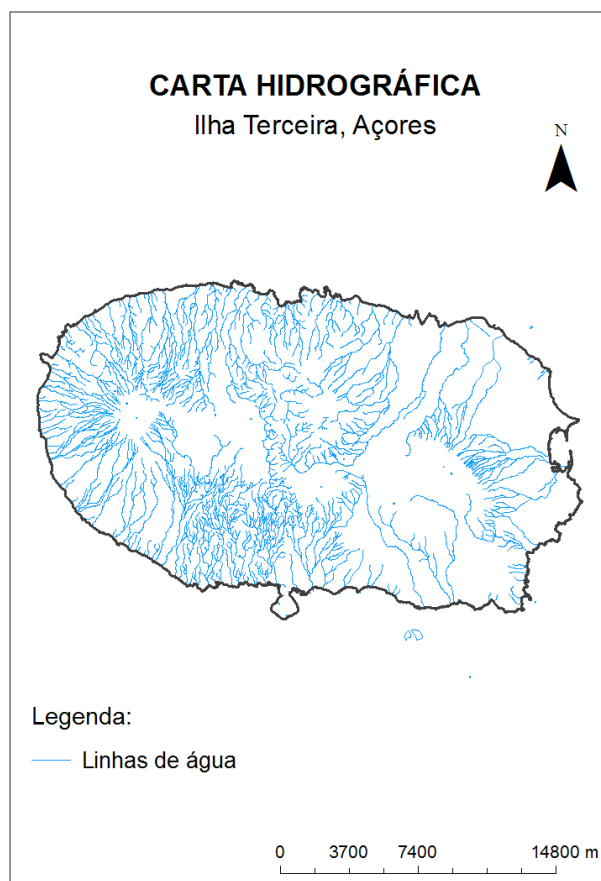 CARTA HIDROGRÁFICA
Ilha Terceira, Açores
N
Legenda:
Linhas de água
0 3700 7400 14800 m